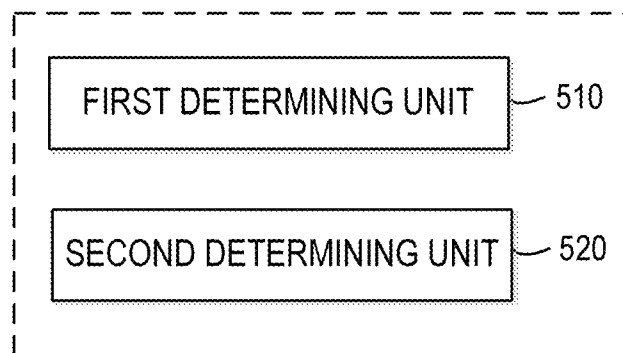 FIRST DETERMINING UNIT 510
SECOND DETERMINING UNIT 520